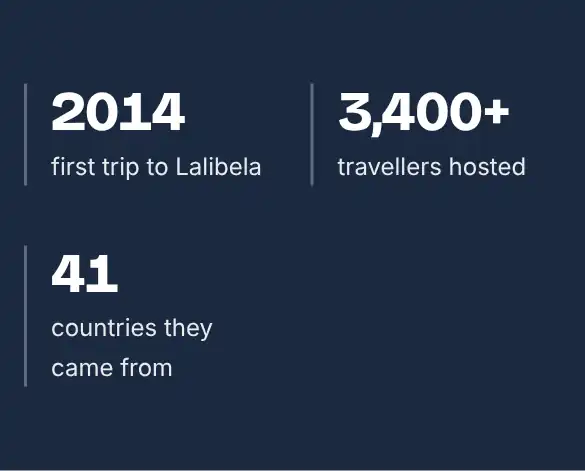 2014
first trip to Lalibela
3,400+
travellers hosted
41
countries they
came from